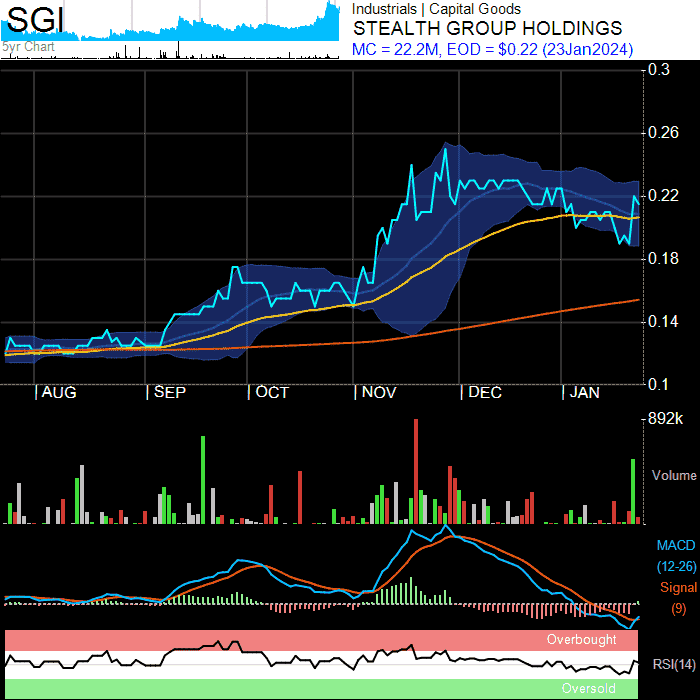 SGI
5yr Chart
Industrials | Capital Goods
STEALTH GROUP HOLDINGS
MC = 22.2M, EOD = $0.22 (23Jan2024)
0.3
0.26
0.22
0.18
0.14
0.1
| AUG | SEP | OCT | NOV | DEC | JAN
892k
Volume
MACD
(12-26)
Signal
(9)
Overbought
RSI(14)
Oversold